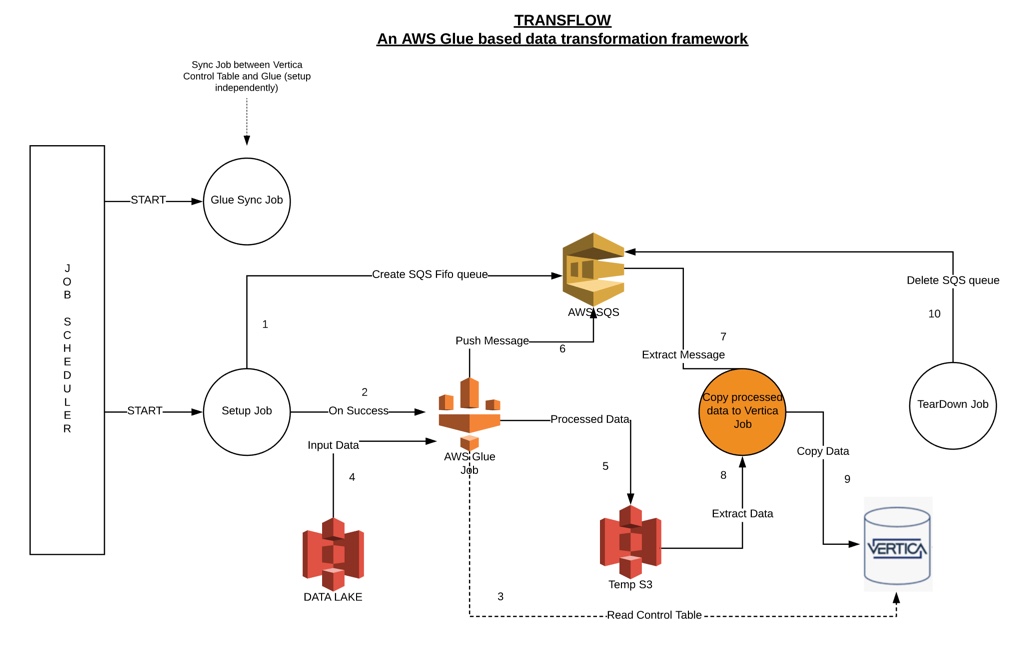 TRANSFLOW
An AWS Glue based data transformation framework
Sync Job between Vertica
Control Table and Glue (setup
independently)
START
Glue Sync Job
J
O
B
S
C
H
E
D
U
L
E
R
Create SQS Fifo queue
AWS SQS
Delete SQS queue
1
10
Push Message
6
7
Extract Message
2
START
Setup Job
On Success
Copy processed
data to Vertica
Job
TearDown Job
Processed Data
Input Data
AWS Glue
Job
Copy Data
4
5
8
9
Extract Data
VERTICA
Temp S3
DATA LAKE
3
Read Control Table